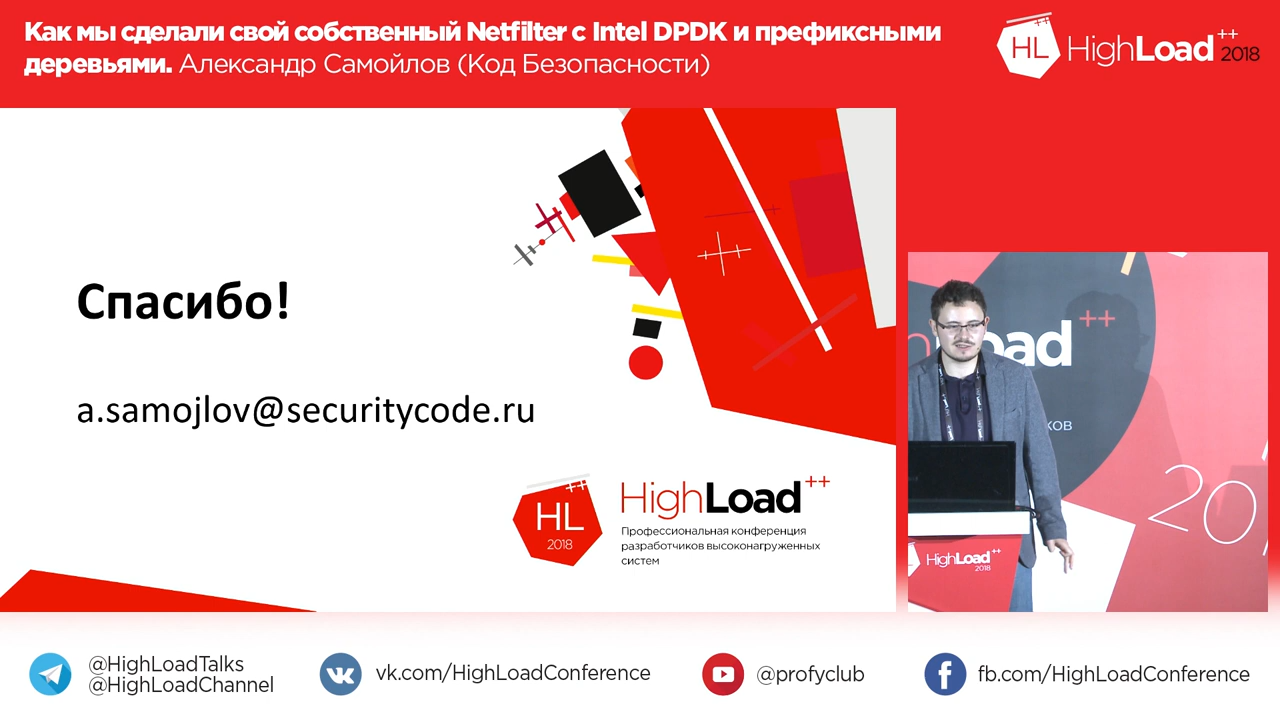 Как мы сделали свой собственный Netfilter с Intel DPDK и префиксными
деревьями. Александр Самойлов (Код Безопасности)
HL
HighLoad++
2018
Спасибо!
a.samojlov@securitycode.ru
HL
2018
HighLoad++
Профессиональная конференция
разработчиков высоконагруженных
систем
Load++
ков
20
HighLoad++
2018
@HighLoadTalks
@HighLoadChannel
vk.com/HighLoadConference
@profyclub
fb.com/HighLoadConference